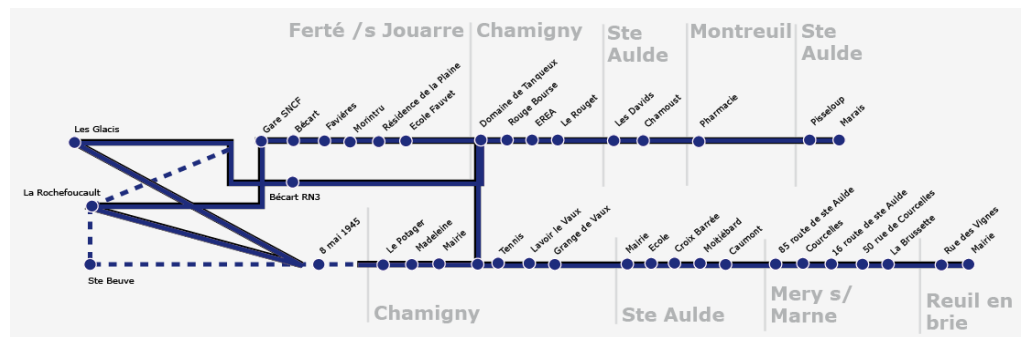 Ferté /s Jouarre
Chamigny
Ste
Aulde
Montreuil
Ste
Aulde
Les Glacis
Gare SNCF
Bécart
Faviéres
Morintru
Résidence de la Plaine
Ecole Fauvet
Domaine de Tanqueux
Rouge Bourse
EREA
Le Rouget
Les Davids
Chamoust
Pharmacie
Pisseloup
Marais
La Rochefoucault
Bécart RN3
Ste Beuve
8 mai 1945
Le Potager
Madeleine
Mairie
Tennis
Lavoir le Vaux
Grange de Vaux
Mairie
Ecole
Croix Barrée
Moitiébard
Caumont
85 route de ste Aulde
Courcelles
16 route de ste Aulde
50 rue de Courcelles
La Brussette
Rue des Vignes
Mairie
Chamigny
Ste Aulde
Mery s/
Marne
Reuil en
brie